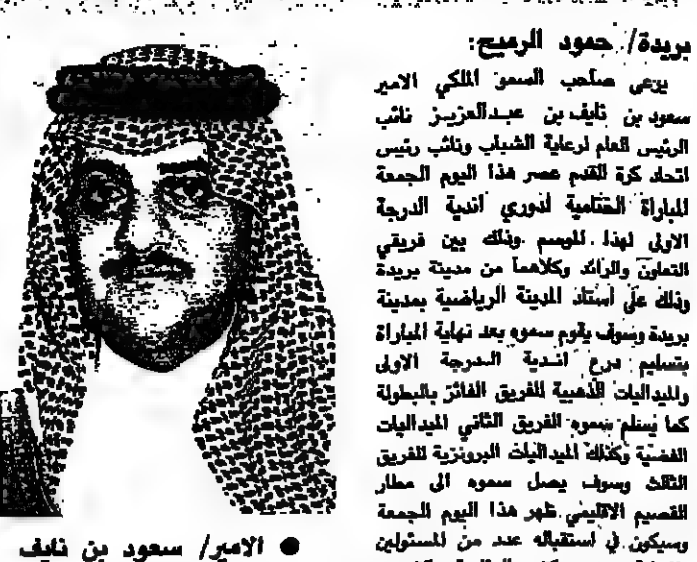 بريدة/ حمود الرميح:
يرعى صاحب السمو الملكي الامير
سعود بن نايف بن عبدالعزيز نائب
الرئيس العام لرعاية الشباب ونائب رئيس
اتحاد كرة القدم عصر هذا اليوم الجمعة
المباراة الختامية لدوري اندية الدرجة
الاولى لهذا الموسم وذلك بين فريقي
التعاون والرائد وكلاهما من مدينة بريدة
وذلك على استاد المدينة الرياضية بمدينة
بريدة وسوف يقوم سموه بعد نهاية المباراة
بتسليم درع اندية الدرجة الاولى
والميداليات الذهبية للفريق الفائز بالبطولة
كما يسلم سموه الفريق الثاني الميداليات
الفضية وكذلك الميداليات البرونزية للفريق
الثالث وسوف يصل سموه الى مطار
القصيم الاقليمي ظهر هذا اليوم الجمعة
وسيكون في استقباله عدد من المسئولين
● الامير/ سعود بن نايف